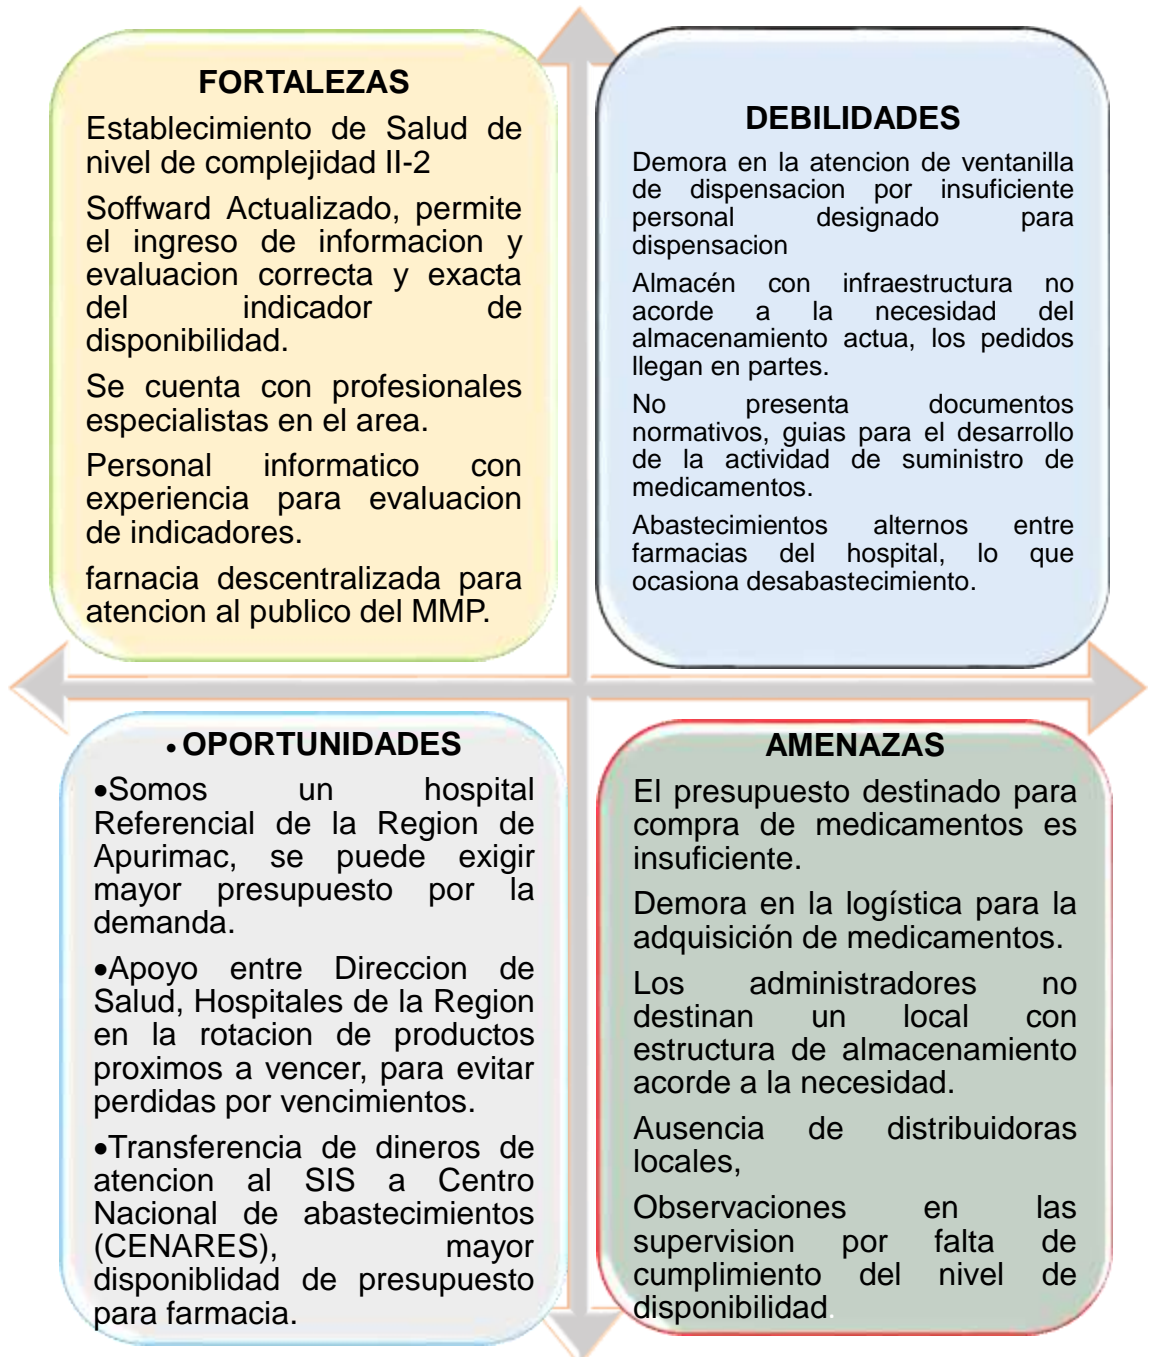 FORTALEZAS
Establecimiento de Salud de
nivel de complejidad II-2
Soffward Actualizado, permite
el ingreso de informacion y
evaluacion correcta y exacta
del indicador de
disponibilidad.
Se cuenta con profesionales
especialistas en el area.
Personal informatico con
experiencia para evaluacion
de indicadores.
farnacia descentralizada para
atencion al publico del MMP.
DEBILIDADES
Demora en la atencion de ventanilla
de dispensacion por insuficiente
personal designado para
dispensacion
Almacén con infraestructura no
acorde a la necesidad del
almacenamiento actua, los pedidos
llegan en partes.
No presenta documentos
normativos, guias para el desarrollo
de la actividad de suministro de
medicamentos.
Abastecimientos alternos entre
farmacias del hospital, lo que
ocasiona desabastecimiento.
• OPORTUNIDADES
•Somos un hospital
Referencial de la Region de
Apurimac, se puede exigir
mayor presupuesto por la
demanda.
•Apoyo entre Direccion de
Salud, Hospitales de la Region
en la rotacion de productos
proximos a vencer, para evitar
perdidas por vencimientos.
•Transferencia de dineros de
atencion al SIS a Centro
Nacional de abastecimientos
(CENARES), mayor
disponiblidad de presupuesto
para farmacia.
AMENAZAS
El presupuesto destinado para
compra de medicamentos es
insuficiente.
Demora en la logística para la
adquisición de medicamentos.
Los administradores no
destinan un local con
estructura de almacenamiento
acorde a la necesidad.
Ausencia de distribuidoras
locales,
Observaciones en las
supervision por falta de
cumplimiento del nivel de
disponibilidad.